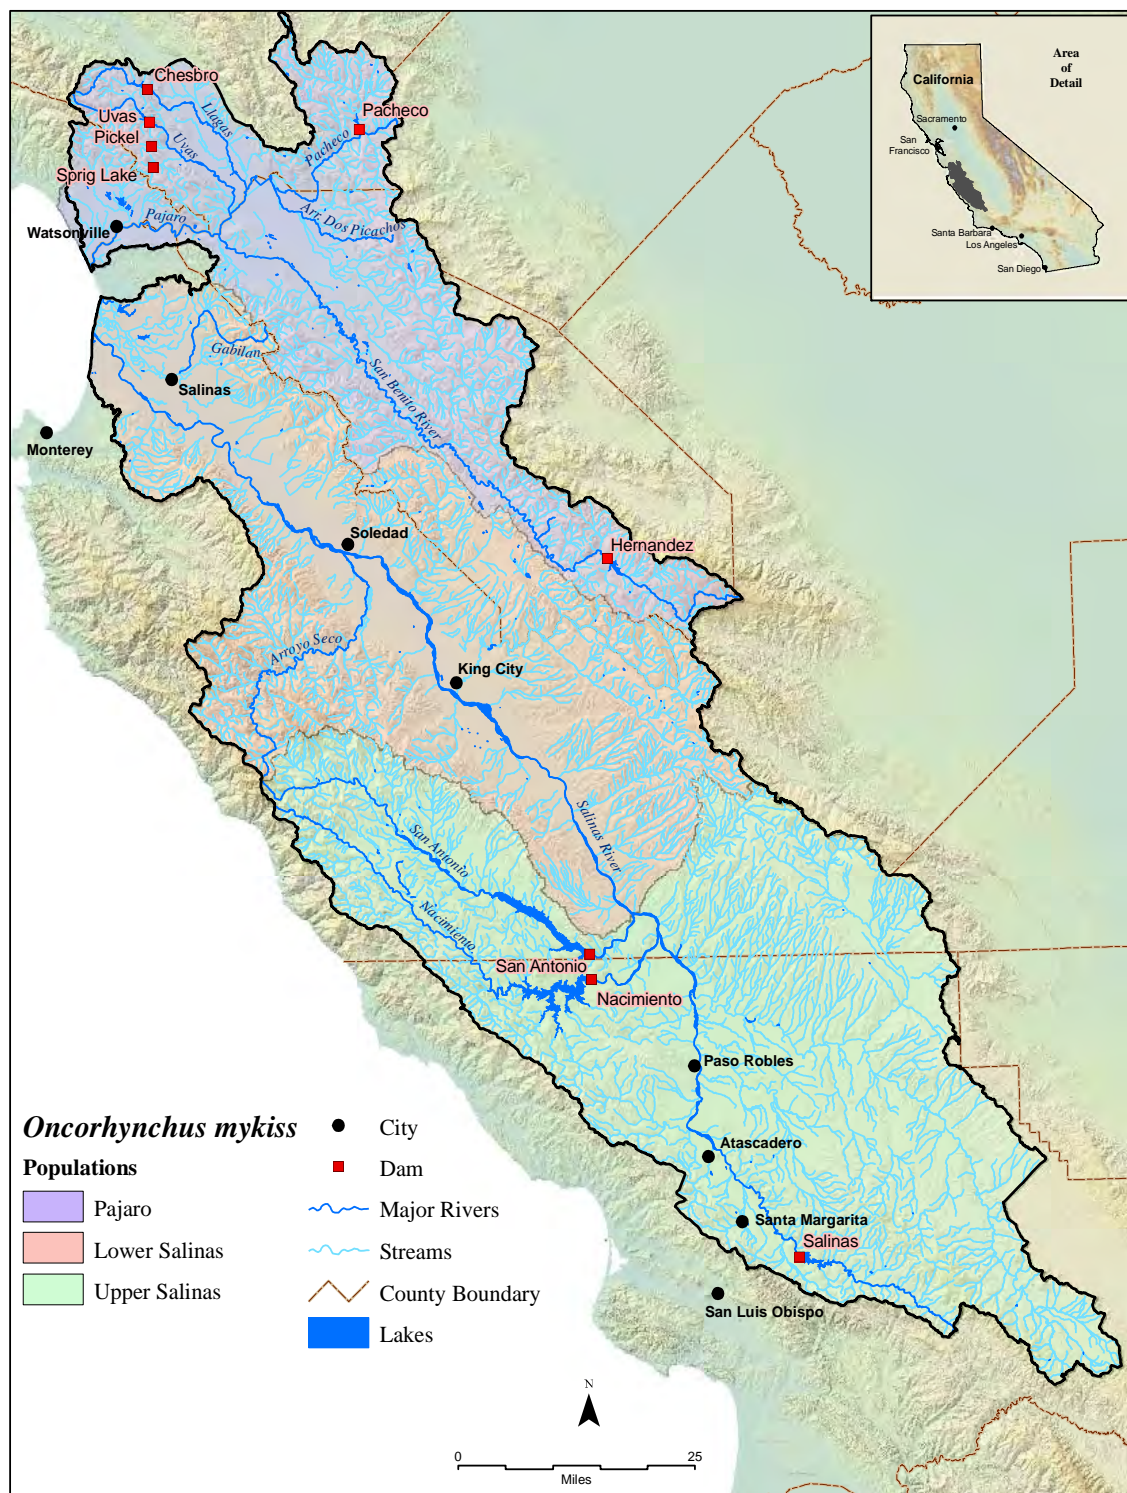 Chesbro
Uvas
Pickel
Sprig Lake
Llagas
Uvas
Pacheco
Pacheco
Arr. Dos Picachos
Pajaro
Watsonville
Gabilan
Salinas
Monterey
San Benito River
Soledad
Hernandez
Arroyo Seco
King City
Salinas River
San Antonio
Nacimiento
San Antonio
Nacimiento
Paso Robles
Atascadero
Santa Margarita
Salinas
San Luis Obispo
California
Area
of
Detail
Sacramento
San
Francisco
Santa Barbara
Los Angeles
San Diego
Oncorhynchus mykiss
Populations
Pajaro
Lower Salinas
Upper Salinas
City
Dam
Major Rivers
Streams
County Boundary
Lakes
N
0 25
Miles